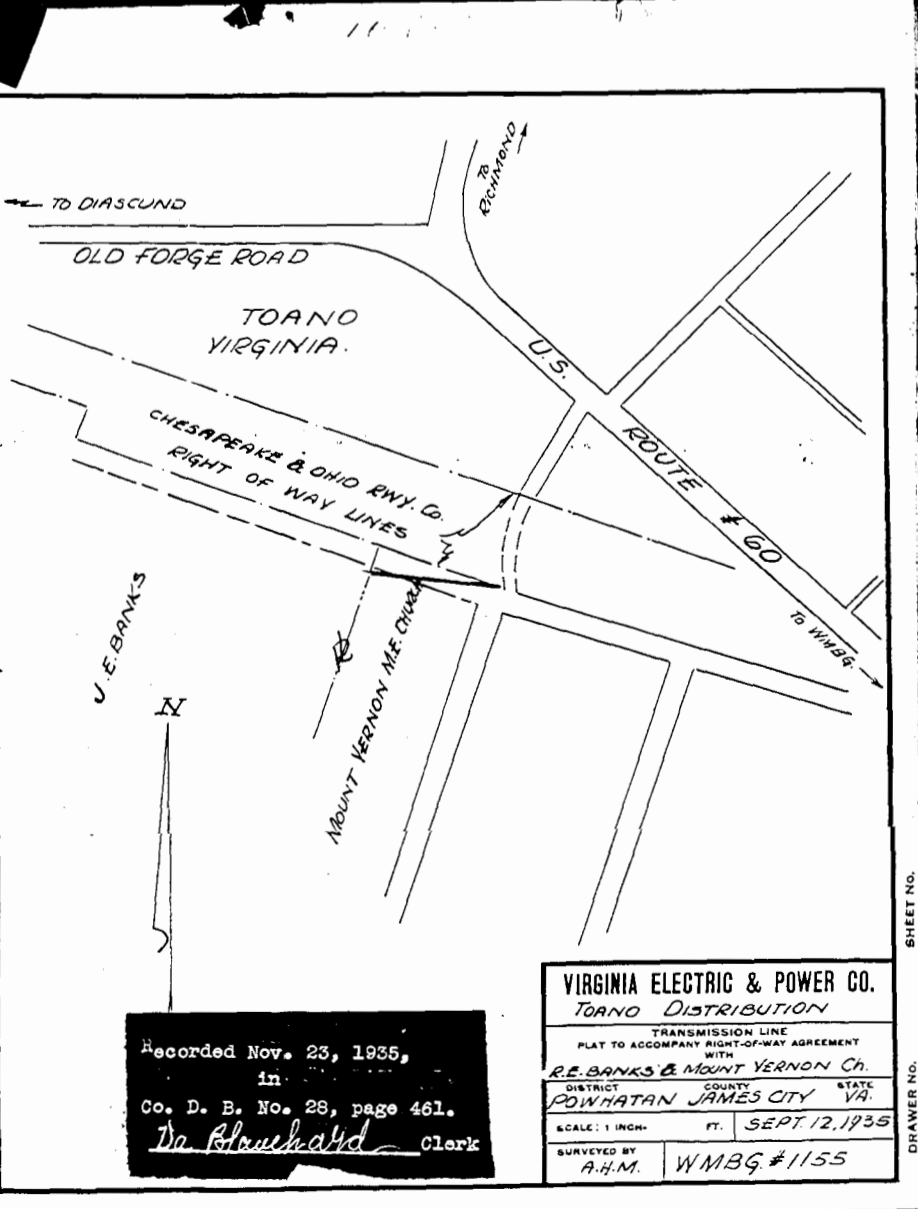 TO RICHMOND
TO DIASCUND
OLD FORGE ROAD
TOANO
VIRGINIA.
U.S. ROUTE # 60
CHESAPEAKE & OHIO RWY. Co.
RIGHT OF WAY LINES
J.E. BANKS
MOUNT VERNON M.E. CHURCH
TO WMBG.
N
SHEET No.
DRAWER No.
VIRGINIA ELECTRIC & POWER CO.
TOANO DISTRIBUTION
TRANSMISSION LINE
PLAT TO ACCOMPANY RIGHT-OF-WAY AGREEMENT
WITH
R.E. BANKS & MOUNT VERNON Ch.
DISTRICT COUNTY STATE
POWHATAN JAMES CITY VA.
SCALE: 1 INCH= FT. SEPT. 12, 1935
SURVEYED BY
A.H.M. WMBG. #1155
Recorded Nov. 23, 1935,
in
Co. D. B. No. 28, page 461.
Blanchard Clerk